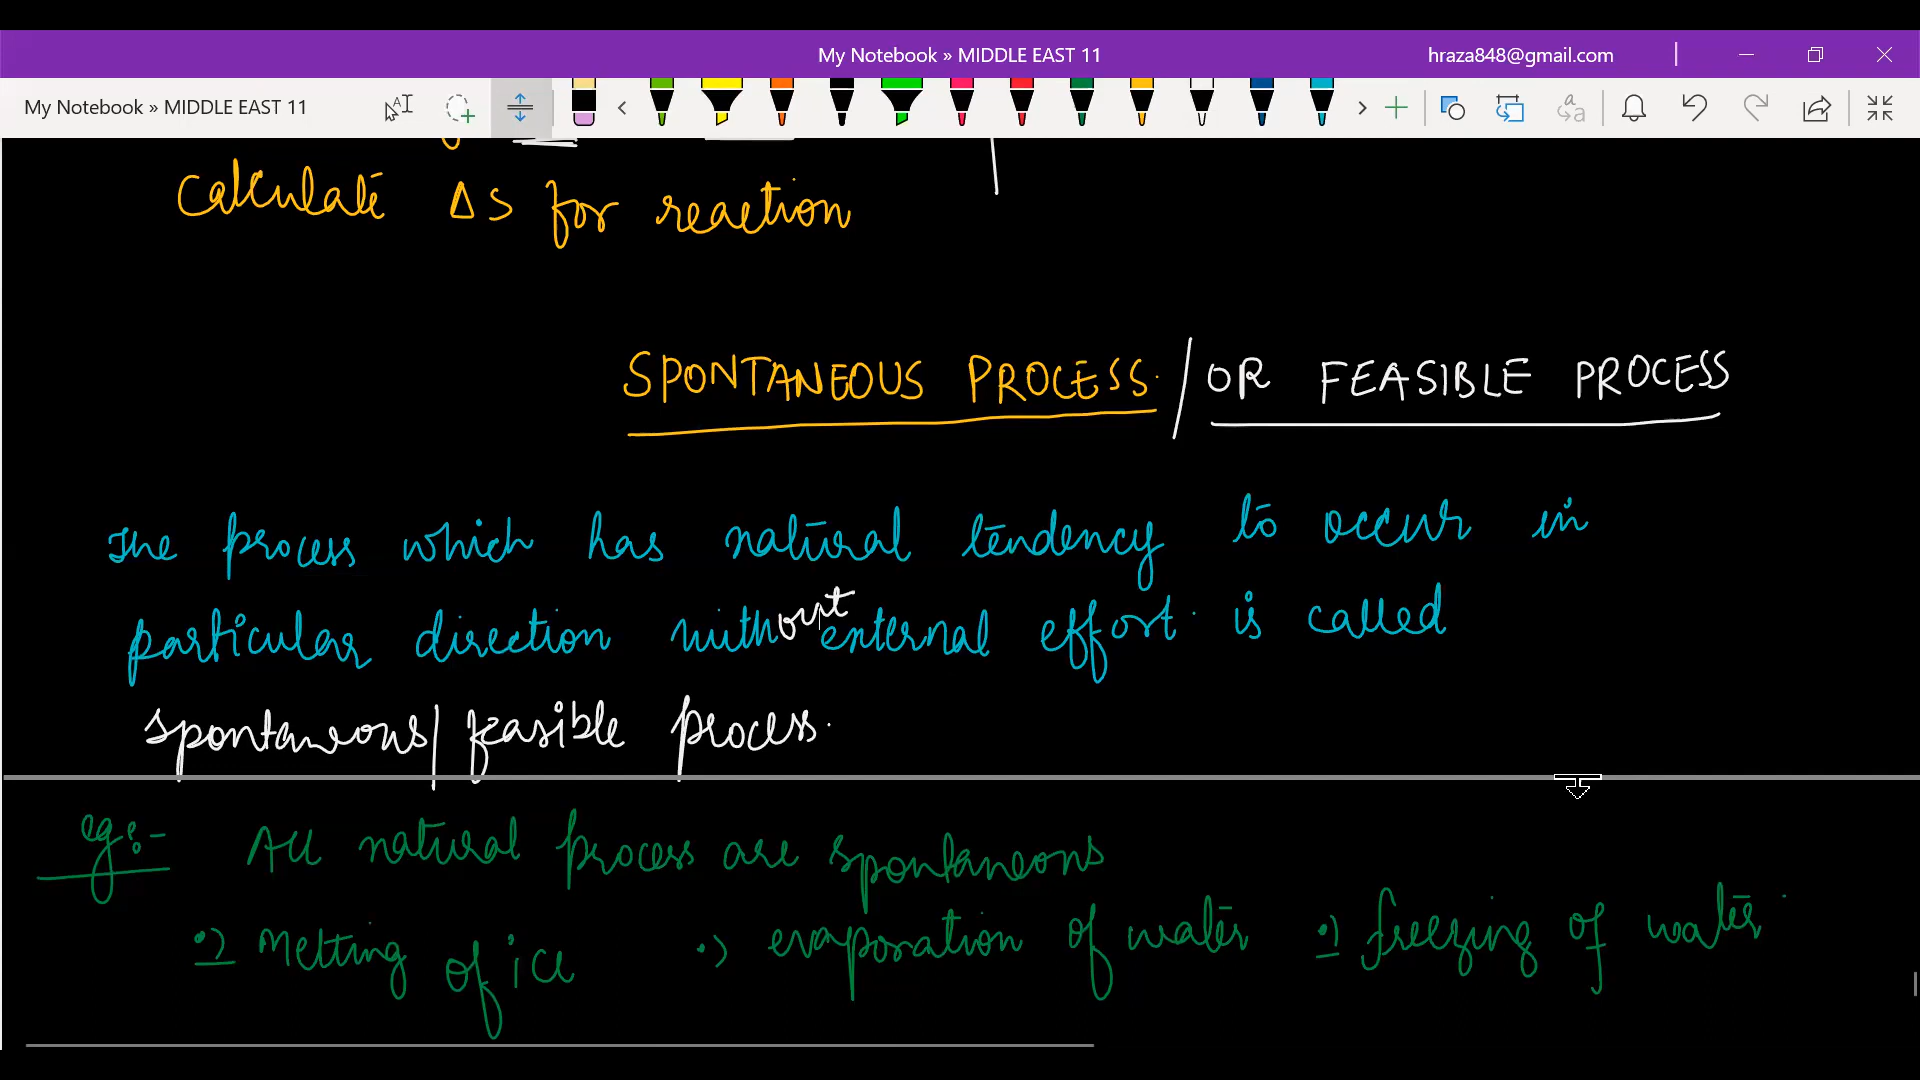 My Notebook » MIDDLE EAST 11
hraza848@gmail.com
My Notebook » MIDDLE EAST 11
Calculate ΔS for reaction
SPONTANEOUS PROCESS. / OR FEASIBLE PROCESS
The process which has natural tendency to occur in
particular direction without external effort. is called
spontaneous/feasible process.
eg:- All natural process are spontaneous
•) Melting of ice •) evaporation of water •) freezing of water.